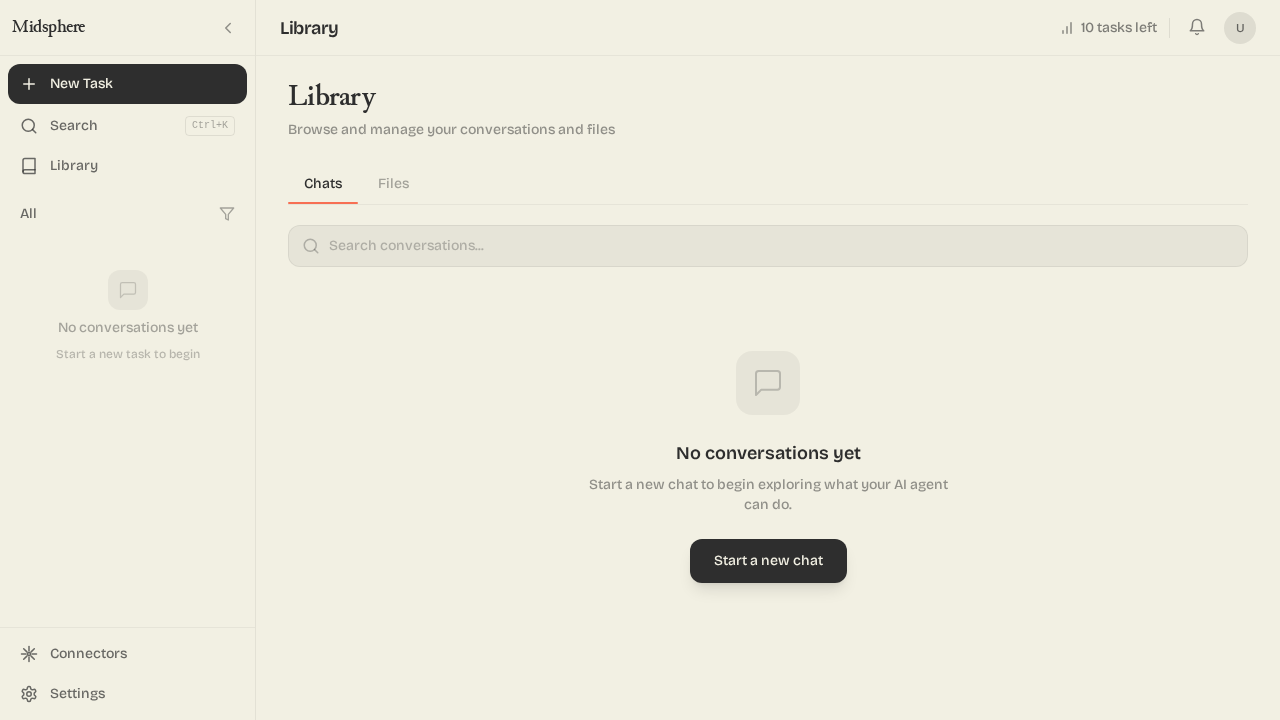 Midsphere
New Task
Search
Ctrl+K
Library
All
No conversations yet
Start a new task to begin
Connectors
Settings
Library
10 tasks left
U
Library
Browse and manage your conversations and files
Chats
Files
Search conversations...
No conversations yet
Start a new chat to begin exploring what your AI agent
can do.
Start a new chat